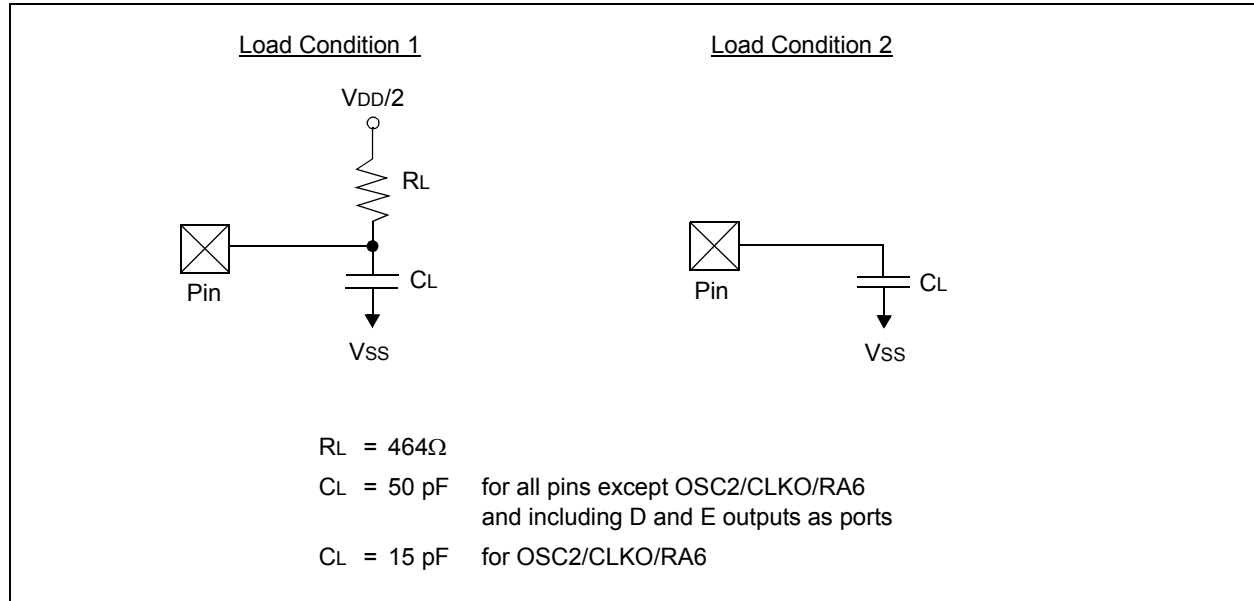 Load Condition 1
Load Condition 2
VDD/2
RL
Pin
CL
VSS
Pin
CL
VSS
RL = 464Ω
CL = 50 pF for all pins except OSC2/CLKO/RA6
and including D and E outputs as ports
CL = 15 pF for OSC2/CLKO/RA6